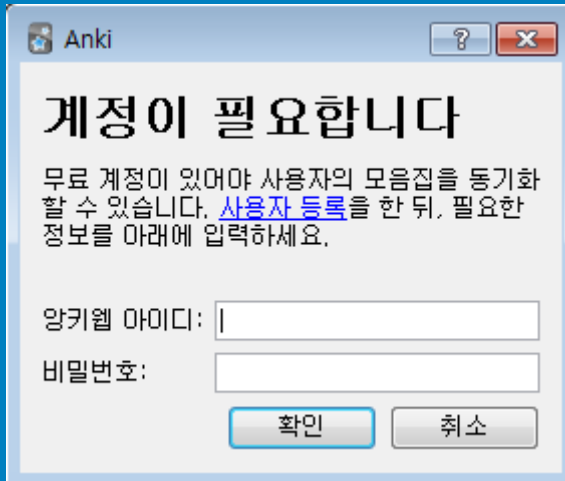 Anki
계정이 필요합니다
무료 계정이 있어야 사용자의 모음집을 동기화
할 수 있습니다. 사용자 등록을 한 뒤, 필요한
정보를 아래에 입력하세요.
앙키웹 아이디:
비밀번호:
확인 취소